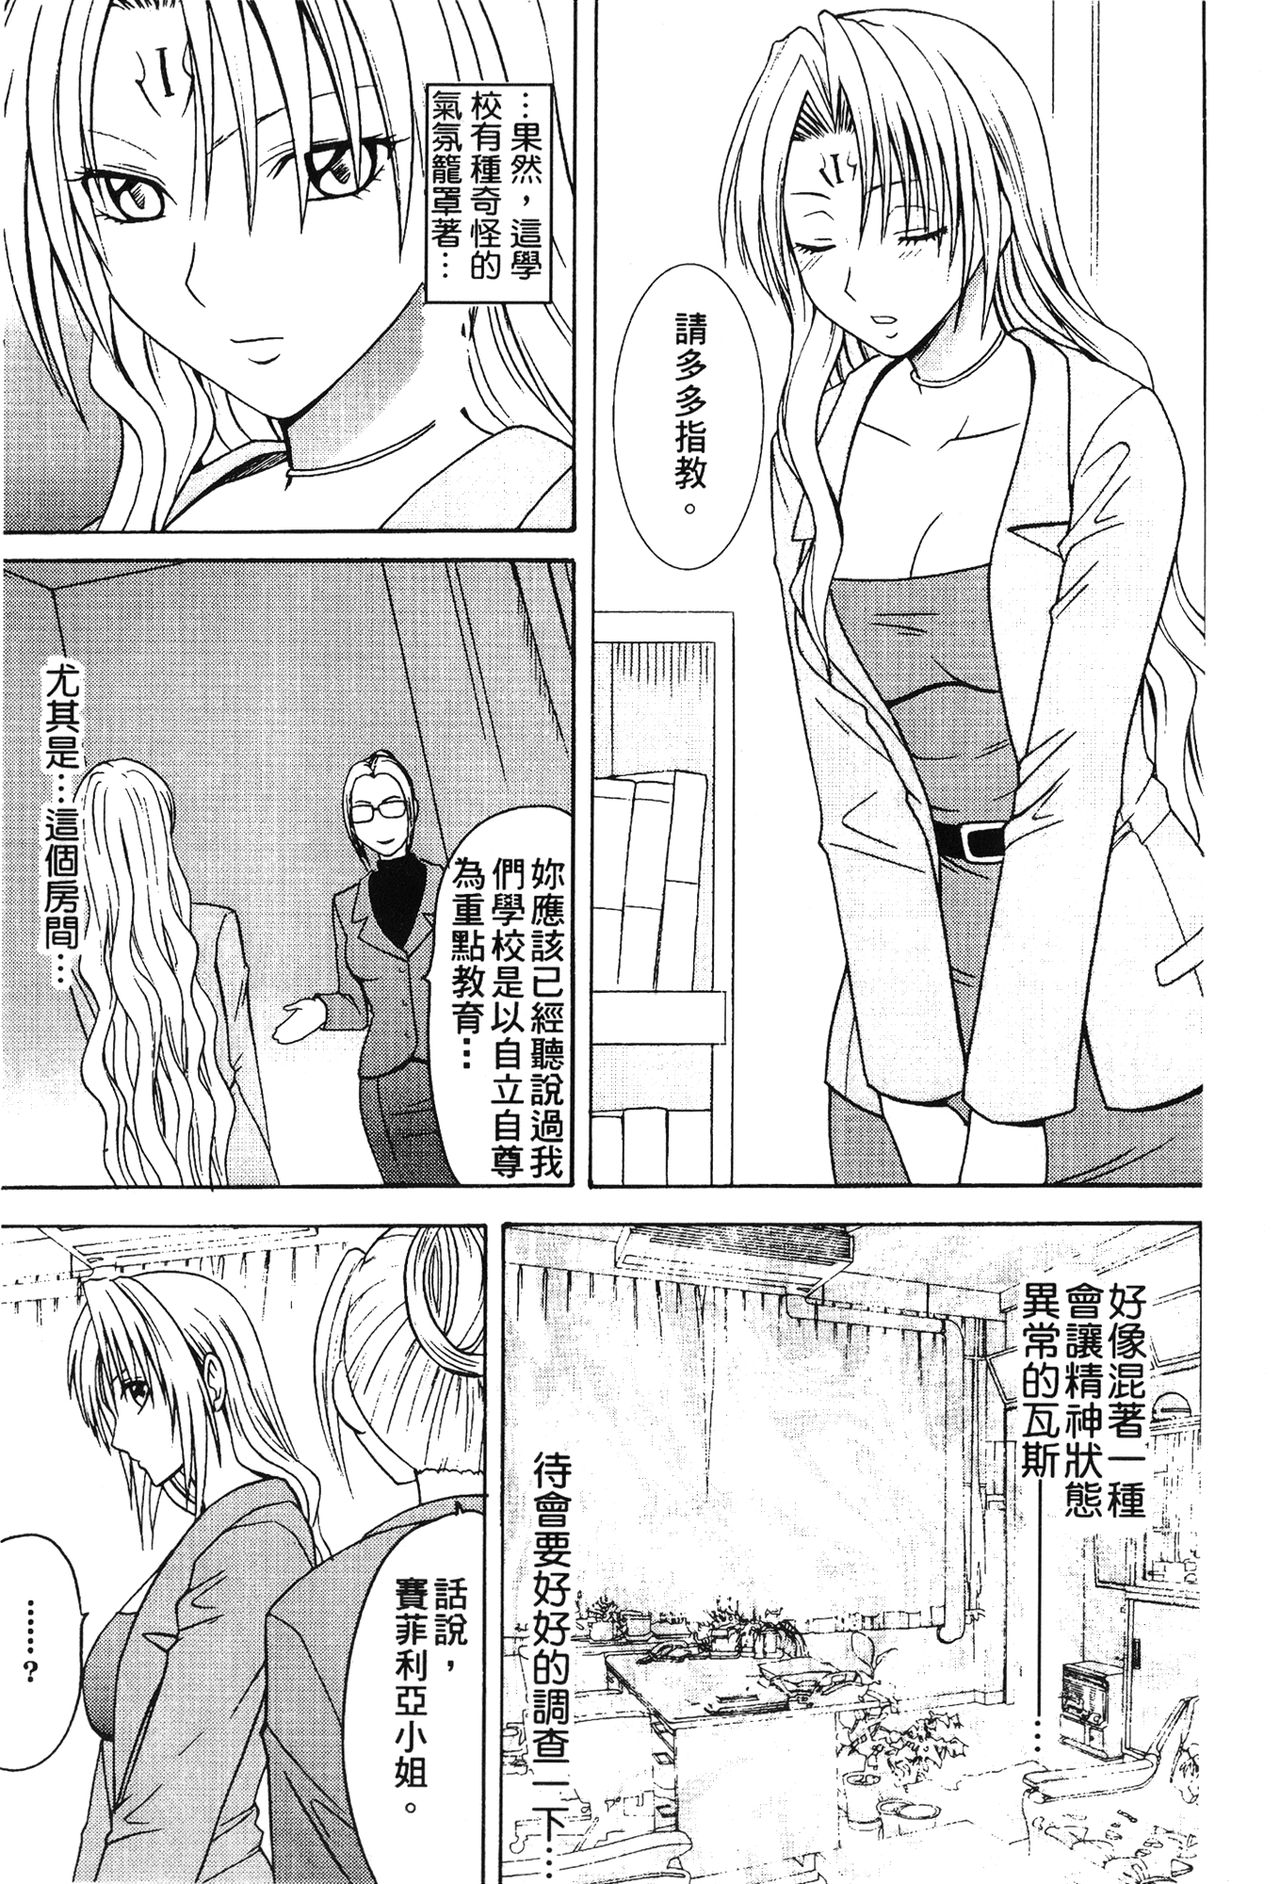 請多多指教。
…果然，這學
校有種奇怪的
氣氛籠罩著…
妳應該已經聽說過我
們學校是以自立自尊
為重點教育…
尤其是…這個房間…
好像混著一種
會讓精神狀態
異常的瓦斯——…
待會要好好的調查一下……
話說，
賽菲利亞小姐。
……?